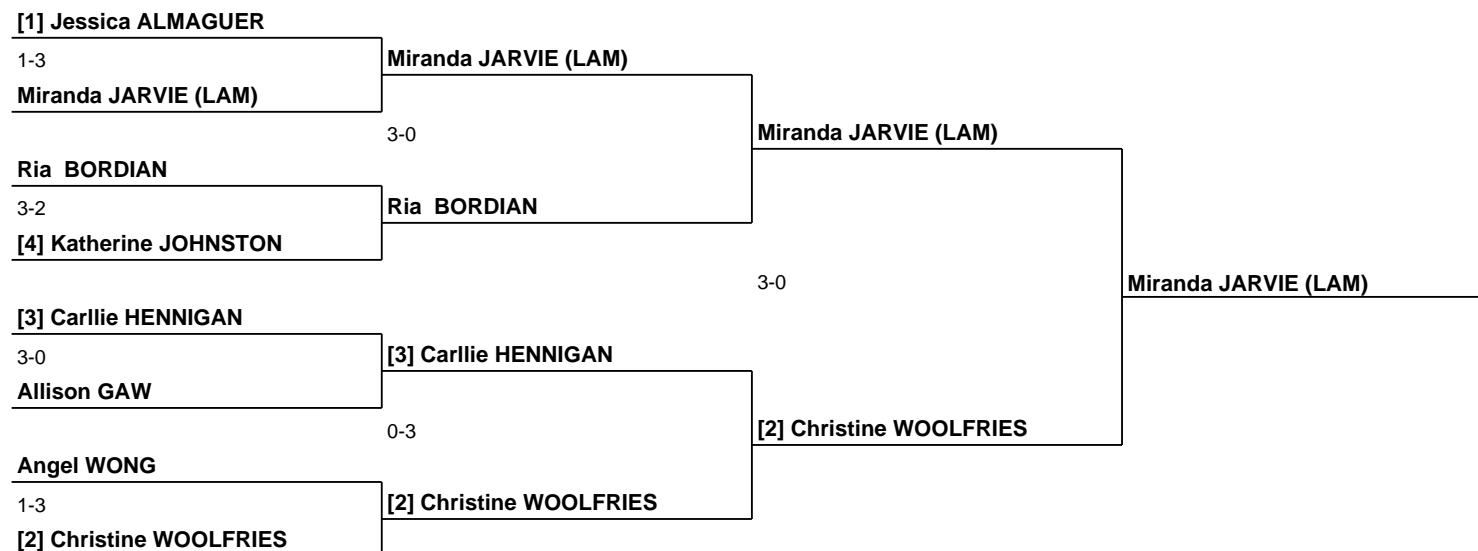 [1] Jessica ALMAGUER
1-3
Miranda JARVIE (LAM)
Miranda JARVIE (LAM)
3-0
Miranda JARVIE (LAM)
Ria  BORDIAN
3-2
Ria  BORDIAN
[4] Katherine JOHNSTON
3-0
Miranda JARVIE (LAM)
[3] Carllie HENNIGAN
3-0
[3] Carllie HENNIGAN
Allison GAW
0-3
[2] Christine WOOLFRIES
Angel WONG
1-3
[2] Christine WOOLFRIES
[2] Christine WOOLFRIES